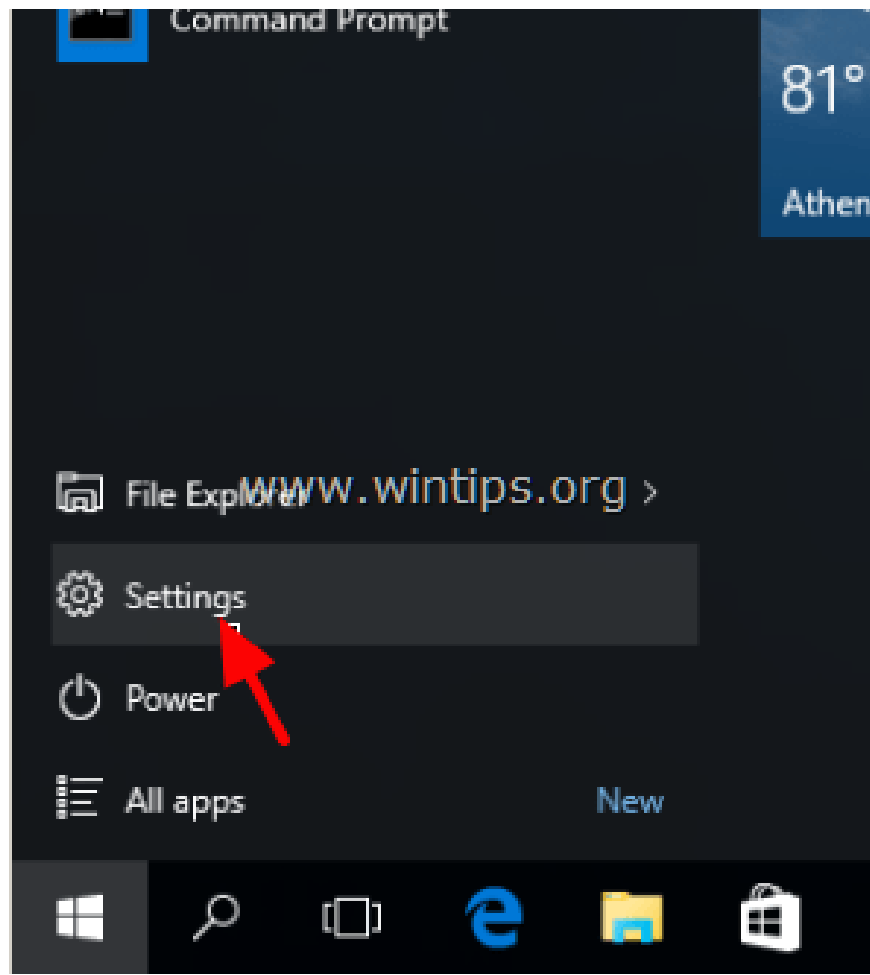 Command Prompt
81°
Athen
File Explorer
www.wintips.org
Settings
Power
All apps
New